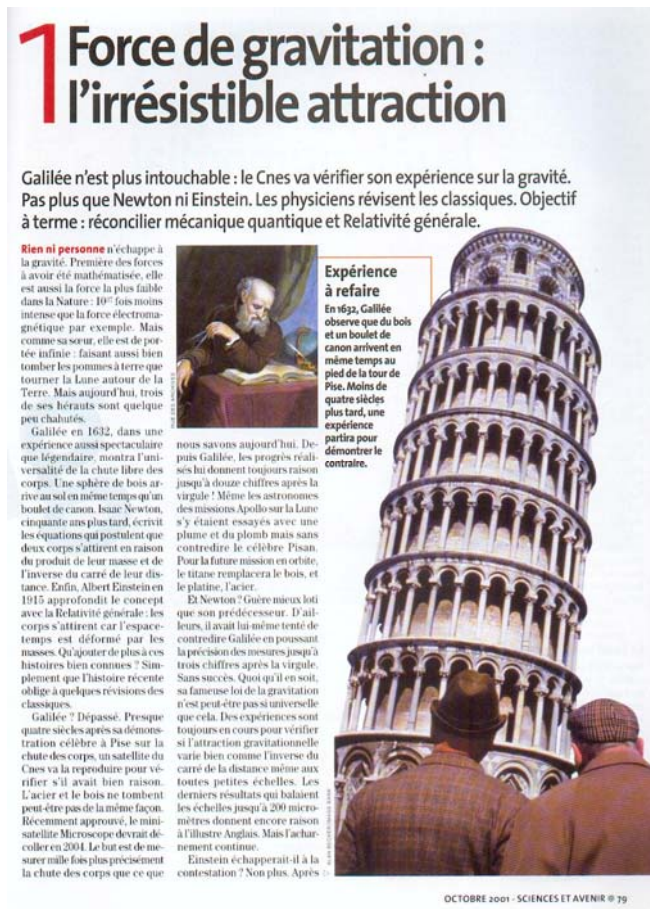 1 Force de gravitation :
l'irrésistible attraction
Galilée n'est plus intouchable : le Cnes va vérifier son expérience sur la gravité.
Pas plus que Newton ni Einstein. Les physiciens révisent les classiques. Objectif
à terme : réconcilier mécanique quantique et Relativité générale.
Rien ni personne n'échappe à
la gravité. Première des forces
à avoir été mathématisée, elle
est aussi la force la plus faible
dans la Nature : fois moins
intense que la force électroma-
gnétique par exemple. Mais
comme sa sœur, elle est de por-
tée infinie : faisant aussi bien
tomber les pommes à terre que
tourner la Lune autour de la
Terre. Mais aujourd'hui, trois
de ses hérauts sont quelque
peu chahutés.
Galilée en 1632, dans une
expérience aussi spectaculaire
que légendaire, montra l'uni-
versalité de la chute libre des
corps. Une sphère de bois ar-
rive au sol en même temps qu'un
boulet de canon. Isaac Newton,
cinquante ans plus tard, écrivit
les équations qui postulent que
deux corps s'attirent en raison
du produit de leur masse et de
l'inverse du carré de leur dis-
tance. Enfin, Albert Einstein en
1915 approfondit le concept
avec la Relativité générale : les
corps s'attirent car l'espace-
temps est déformé par les
masses. Qu'ajouter de plus à ces
histoires bien connues ? Sim-
plement que l'histoire récente
oblige à quelques révisions des
classiques.
Galilée ? Dépassé. Presque
quatre siècles après sa démons-
tration célèbre à Pise sur la
chute des corps, un satellite du
Cnes va la reproduire pour vé-
rifier s'il avait bien raison.
L'acier et le bois ne tombent
peut-être pas de la même façon.
Récemment approuvé, le mini-
satellite Microscope devrait dé-
coller en 2004. Le but est de me-
surer mille fois plus précisément
la chute des corps que ce que
nous savons aujourd'hui. De-
puis Galilée, les progrès réali-
sés lui donnent toujours raison
jusqu'à douze chiffres après la
virgule ! Même les astronomes
des missions Apollo sur la Lune
s'y étaient essayés avec une
plume et du plomb mais sans
contredire le célèbre Pisan.
Pour la future mission en orbite,
le titane remplacera le bois, et
le platine, l'acier.
Et Newton ? Guère mieux loti
que son prédécesseur. D'ail-
leurs, il avait lui-même tenté de
contredire Galilée en poussant
la précision des mesures jusqu'à
trois chiffres après la virgule.
Sans succès. Quoi qu'il en soit,
sa fameuse loi de la gravitation
n'est peut-être pas si universelle
que cela. Des expériences sont
toujours en cours pour vérifier
si l'attraction gravitationnelle
varie bien comme l'inverse du
carré de la distance même aux
toutes petites échelles. Les
derniers résultats qui balaient
les échelles jusqu'à 200 micro-
mètres donnent encore raison
à l'illustre Anglais. Mais l'achar-
nement continue.
Einstein échapperait-il à la
contestation ? Non plus. Après
Expérience
à refaire
En 1632, Galilée
observe que du bois
et un boulet de
canon arrivent en
même temps au
pied de la tour de
Pise. Moins de
quatre siècles
plus tard, une
expérience
partira pour
démontrer le
contraire.
OCTOBRE 2001 - SCIENCES ET AVENIR • 79